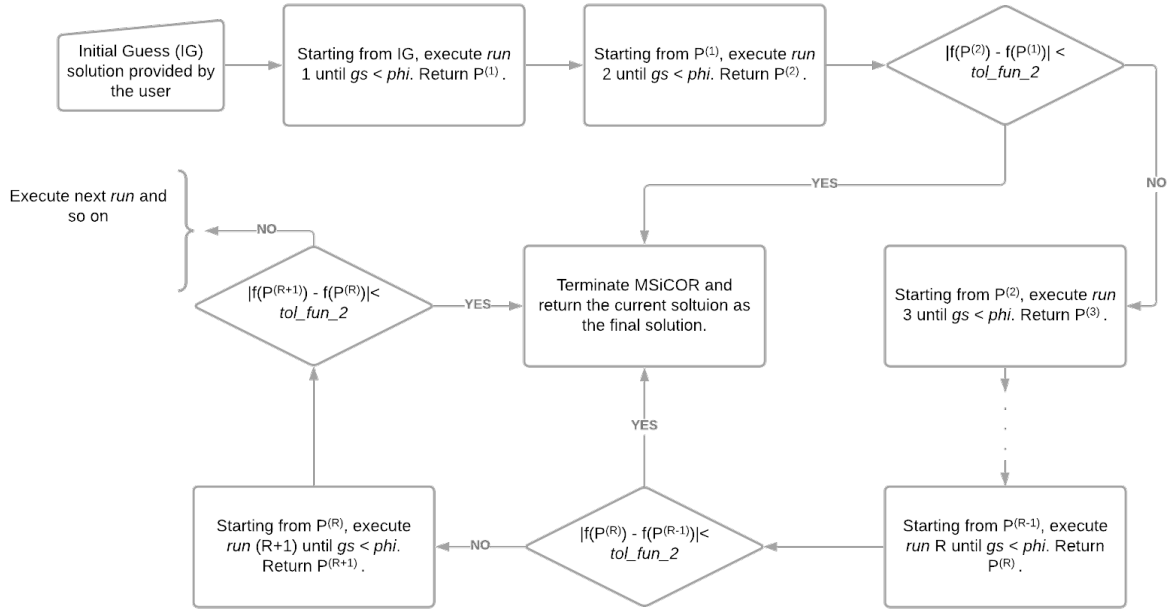 Initial Guess (IG)
solution provided by
the user
Starting from IG, execute run
1 until gs < phi. Return P⁽¹⁾ .
Starting from P⁽¹⁾, execute run
2 until gs < phi. Return P⁽²⁾ .
|f(P⁽²⁾) - f(P⁽¹⁾)| <
tol_fun_2
YES
NO
Execute next run and
so on
NO
|f(P⁽ᴿ⁺¹⁾) - f(P⁽ᴿ⁾)|<
tol_fun_2
YES
Terminate MSiCOR and
return the current soltuion as
the final solution.
Starting from P⁽²⁾, execute run
3 until gs < phi. Return P⁽³⁾ .
YES
Starting from P⁽ᴿ⁾, execute
run (R+1) until gs < phi.
Return P⁽ᴿ⁺¹⁾ .
NO
|f(P⁽ᴿ⁾) - f(P⁽ᴿ⁻¹⁾)|<
tol_fun_2
Starting from P⁽ᴿ⁻¹⁾, execute
run R until gs < phi. Return
P⁽ᴿ⁾ .